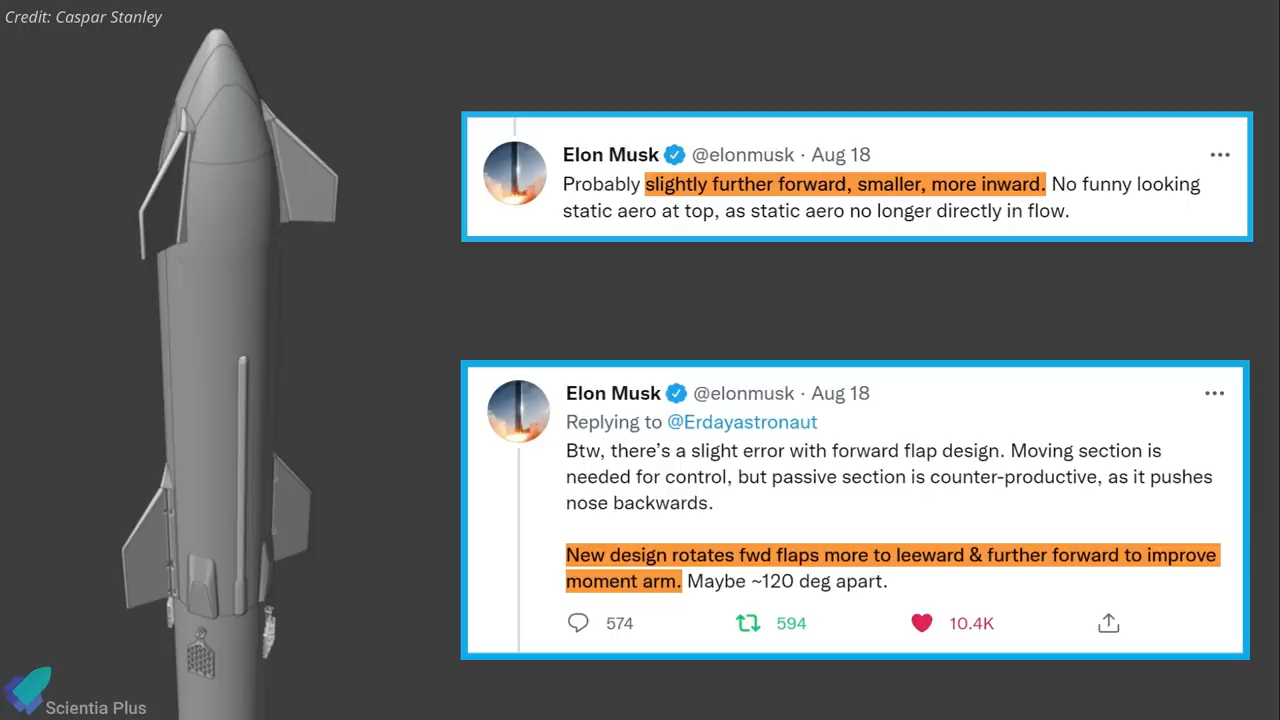 Credit: Caspar Stanley
Elon Musk @elonmusk · Aug 18
Probably slightly further forward, smaller, more inward. No funny looking
static aero at top, as static aero no longer directly in flow.
Elon Musk @elonmusk · Aug 18
Replying to @Erdayastronaut
Btw, there’s a slight error with forward flap design. Moving section is
needed for control, but passive section is counter-productive, as it pushes
nose backwards.
New design rotates fwd flaps more to leeward & further forward to improve
moment arm. Maybe ~120 deg apart.
574 594 10.4K
Scientia Plus